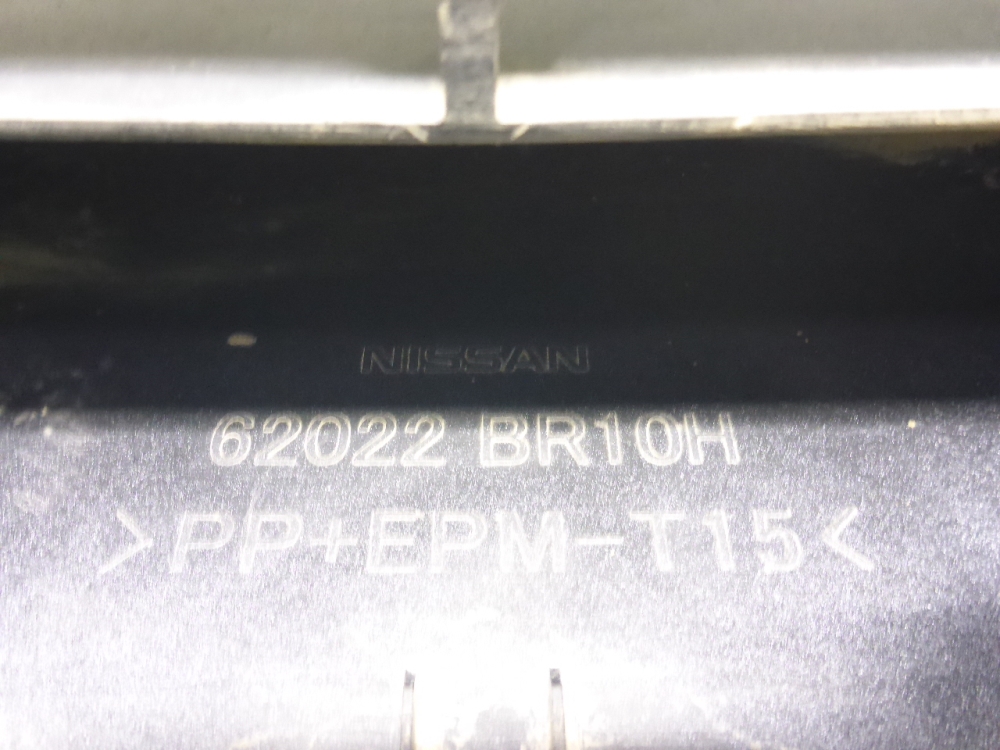 NISSAN
62022 BR10H
>PP+EPM-T15<